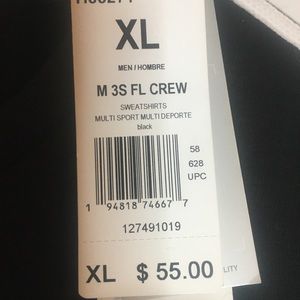 XL
MEN / HOMBRE
M 3S FL CREW
SWEATSHIRTS
MULTI SPORT MULTI DEPORTE
black
58
628
UPC
1 94818 74667 7
127491019
XL $ 55.00